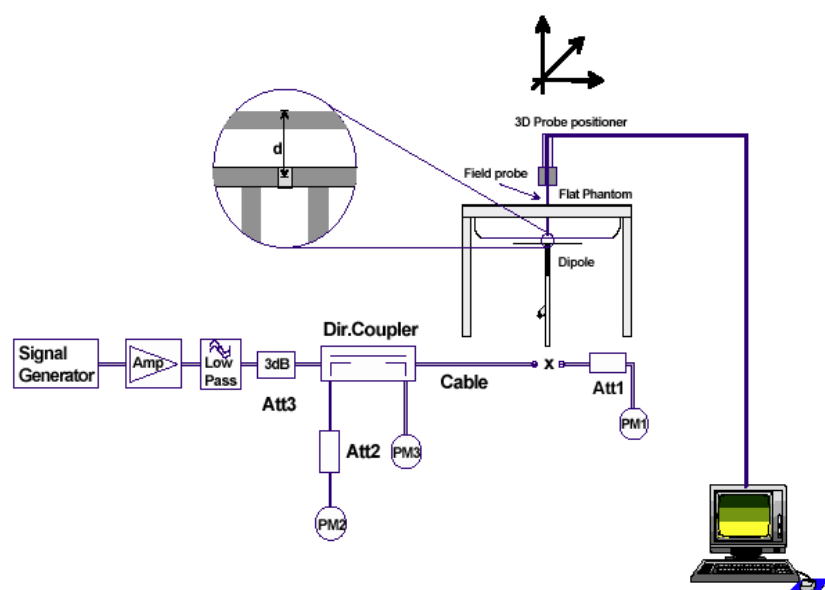 3D Probe positioner
d
Field probe
Flat Phantom
Dipole
Dir.Coupler
Signal
Generator
Amp
Low
Pass
3dB
Att3
Cable
x
Att1
PM1
Att2
PM3
PM2